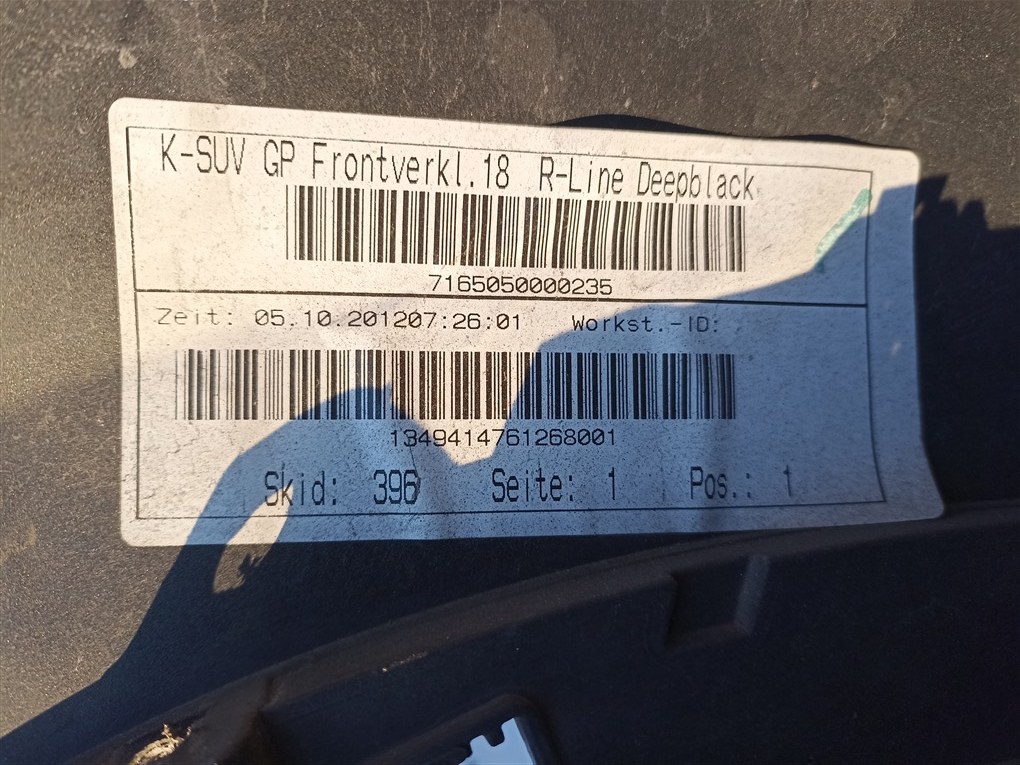 K-SUV GP Frontverkl.18 R-Line Deepblack
7165050000235
Zeit: 05.10.201207:26:01 Workst.-ID:
1349414761268001
Skid: 396 Seite: 1 Pos.: 1